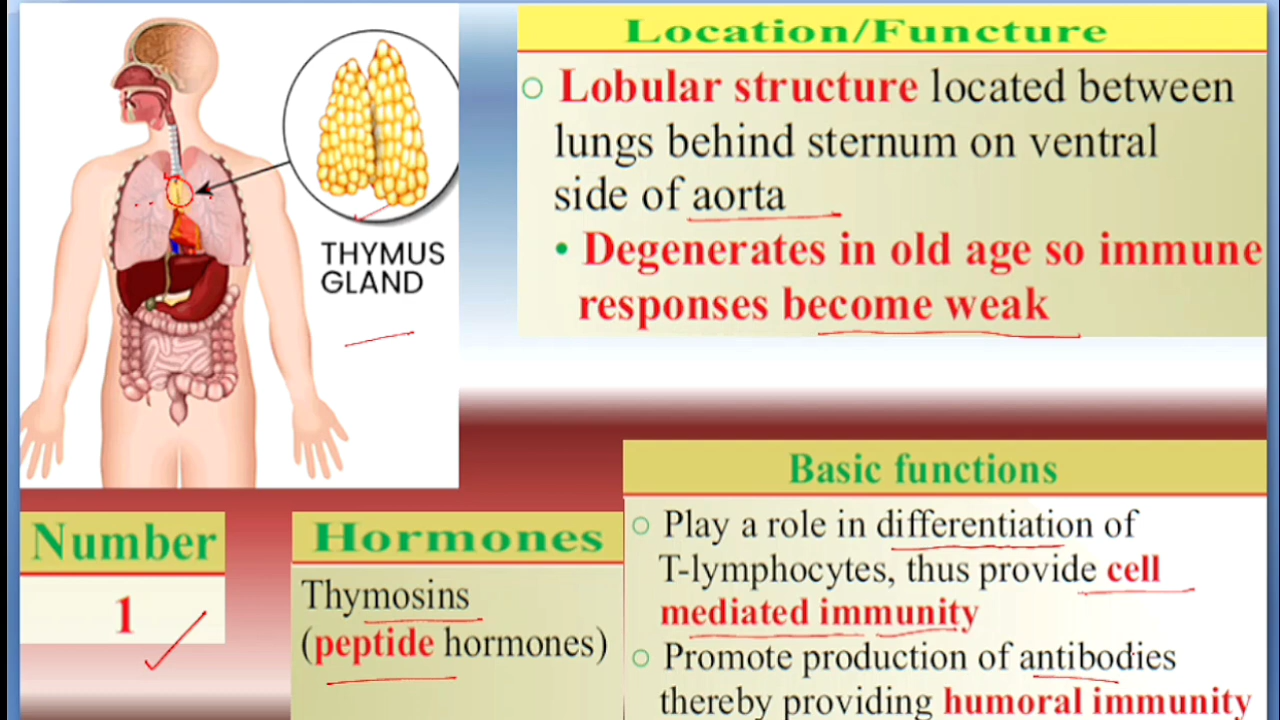 THYMUS
GLAND
Location/Functure
Lobular structure located between
lungs behind sternum on ventral
side of aorta
• Degenerates in old age so immune
responses become weak
Number
1
Hormones
Thymosins
(peptide hormones)
Basic functions
Play a role in differentiation of
T-lymphocytes, thus provide cell
mediated immunity
Promote production of antibodies
thereby providing humoral immunity